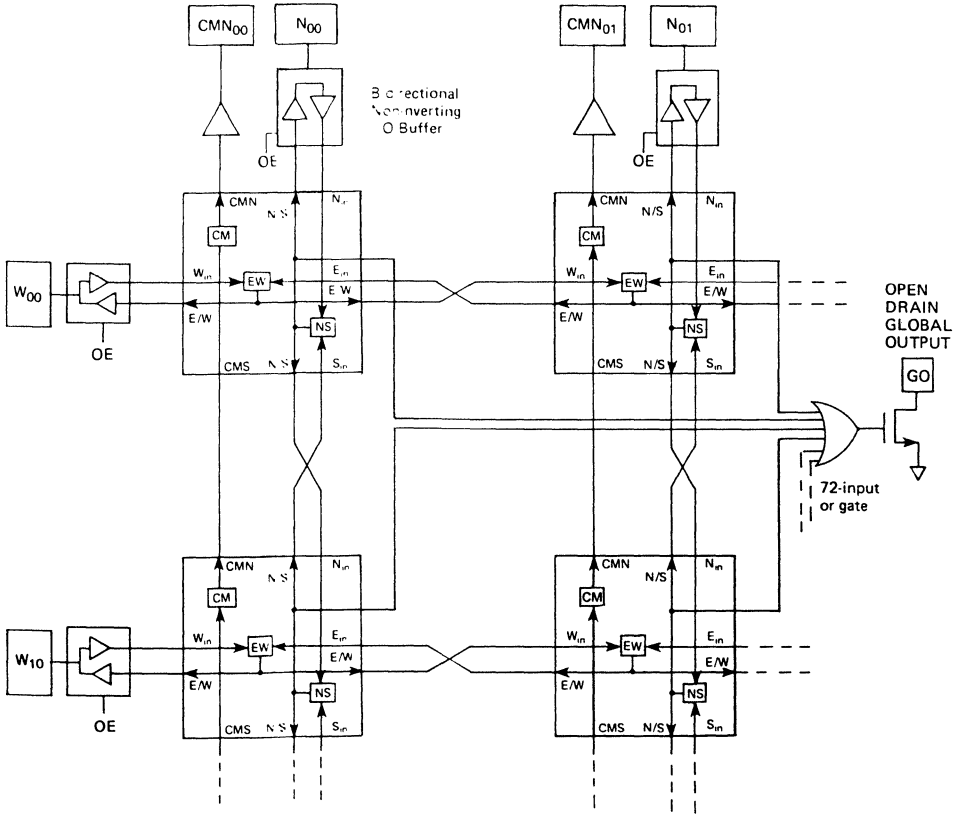 CMN00 N00 CMN01 N01
B d rectional
Noninverting
O Buffer
OE OE
CMN N/S Nin CMN N/S Nin
CM CM
W00 Win EW Ein Win EW Ein
E/W E/W E/W E/W
OE NS NS
CMS N/S Sin CMS N/S Sin
OPEN
DRAIN
GLOBAL
OUTPUT
GO
72-input
or gate
CMN N/S Nin CMN N/S Nin
CM CM
W10 Win EW Ein Win EW Ein
E/W E/W E/W E/W
OE NS NS
CMS N/S Sin CMS N/S Sin